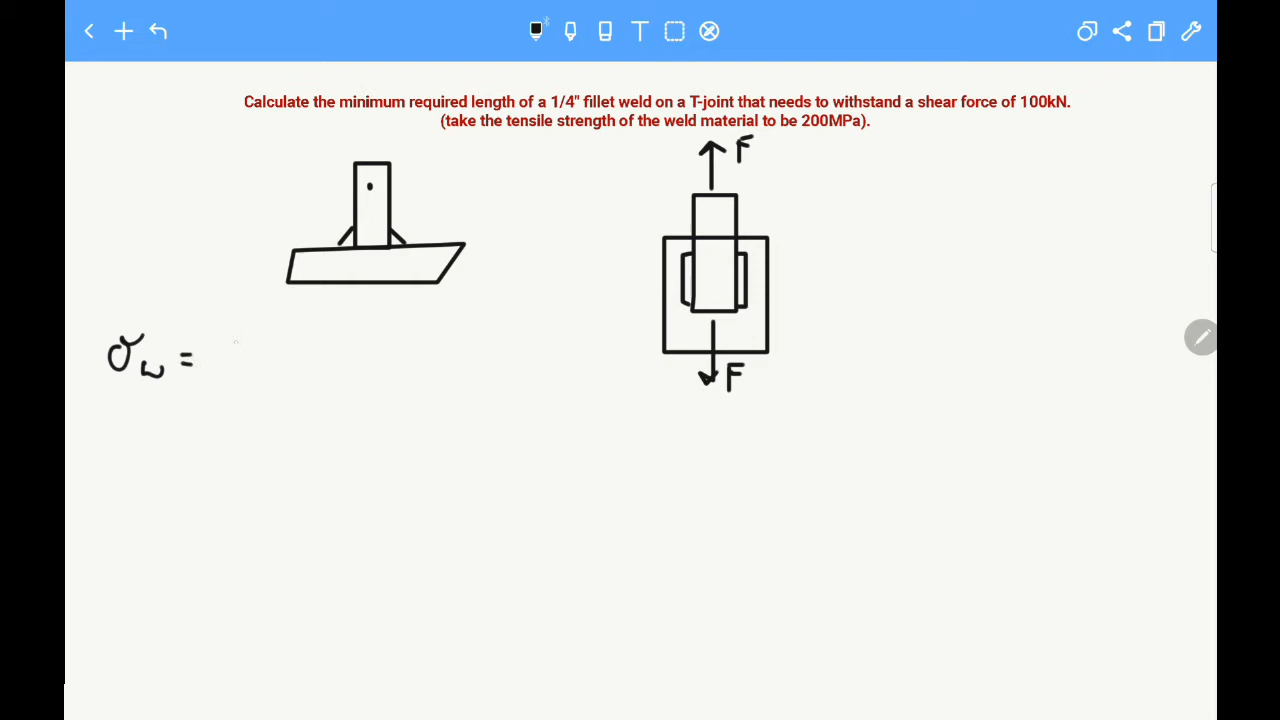 Calculate the minimum required length of a 1/4" fillet weld on a T-joint that needs to withstand a shear force of 100kN.
(take the tensile strength of the weld material to be 200MPa).
F
σw =
F